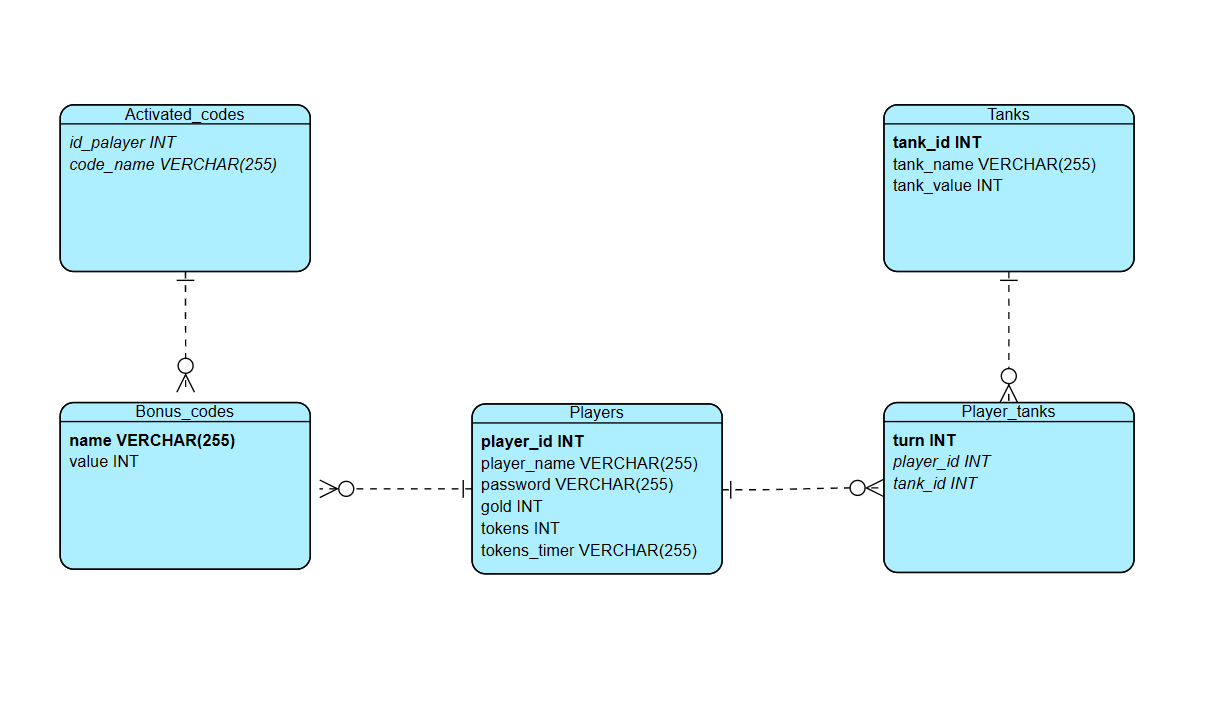 Activated_codes
id_palayer INT
code_name VERCHAR(255)
Tanks
tank_id INT
tank_name VERCHAR(255)
tank_value INT
Bonus_codes
name VERCHAR(255)
value INT
Players
player_id INT
player_name VERCHAR(255)
password VERCHAR(255)
gold INT
tokens INT
tokens_timer VERCHAR(255)
Player_tanks
turn INT
player_id INT
tank_id INT